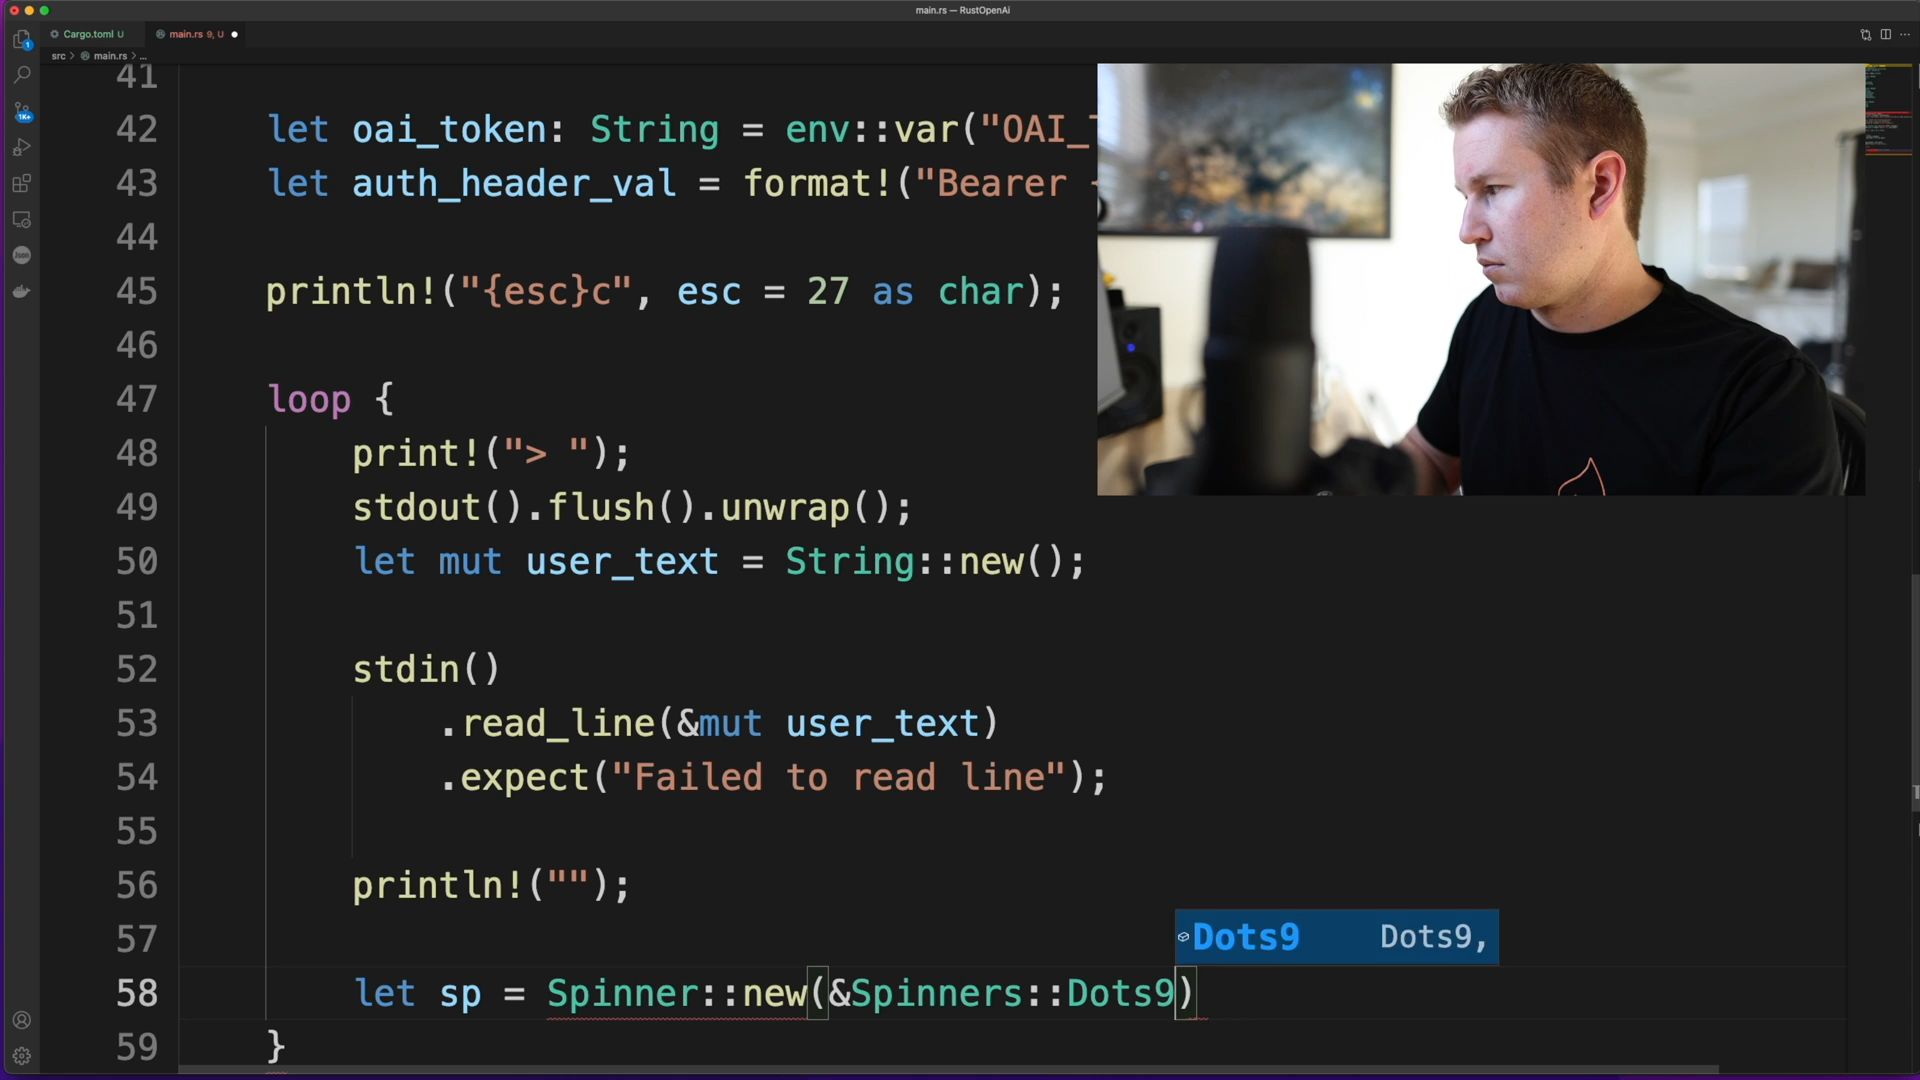 main.rs — RustOpenAi
Cargo.toml U
main.rs 9, U
src > main.rs > ...
41
42 let oai_token: String = env::var("OAI_
43 let auth_header_val = format!("Bearer
44
45 println!("{esc}c", esc = 27 as char);
46
47 loop {
48 print!("> ");
49 stdout().flush().unwrap();
50 let mut user_text = String::new();
51
52 stdin()
53 .read_line(&mut user_text)
54 .expect("Failed to read line");
55
56 println!("");
57
Dots9 Dots9,
58 let sp = Spinner::new(&Spinners::Dots9)
59 }
1
1K+
Json